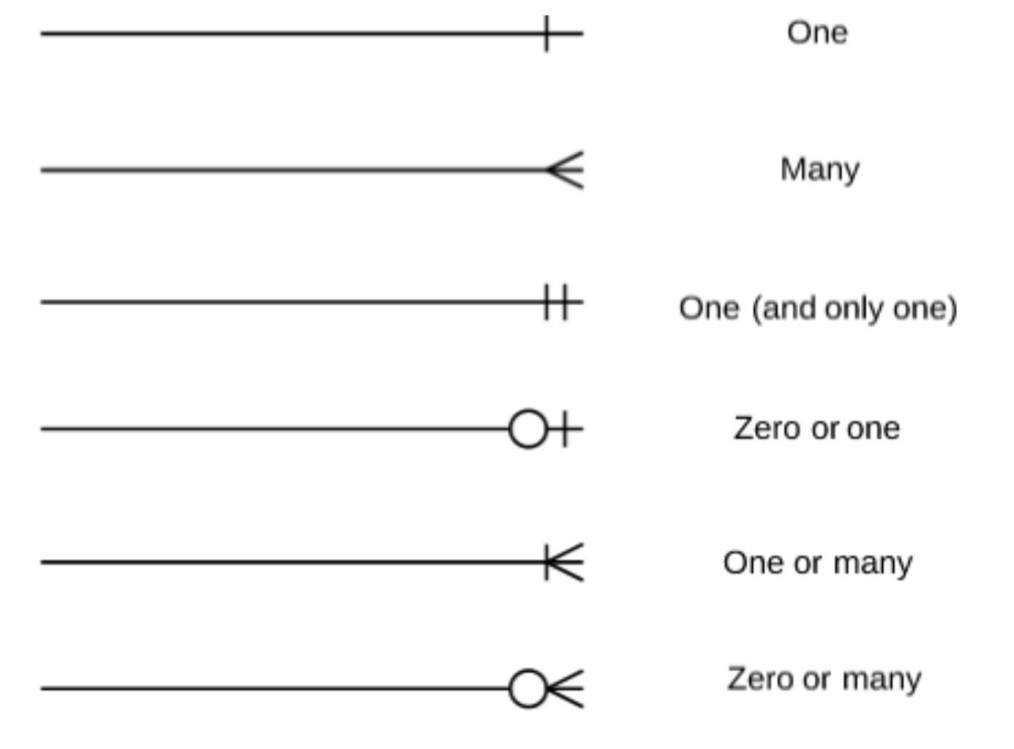 One
Many
One (and only one)
Zero or one
One or many
Zero or many